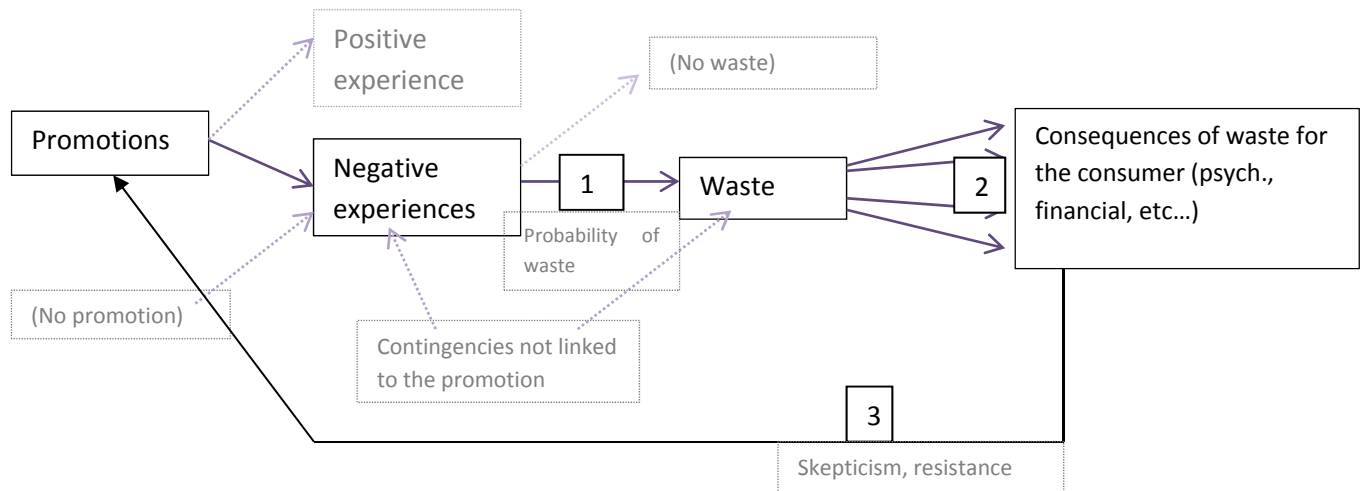 Positive
experience
(No waste)
Promotions
Consequences of waste for
the consumer (psych.,
financial, etc...)
Negative
experiences
1
Waste
2
Probability of
waste
(No promotion)
Contingencies not linked
to the promotion
3
Skepticism, resistance